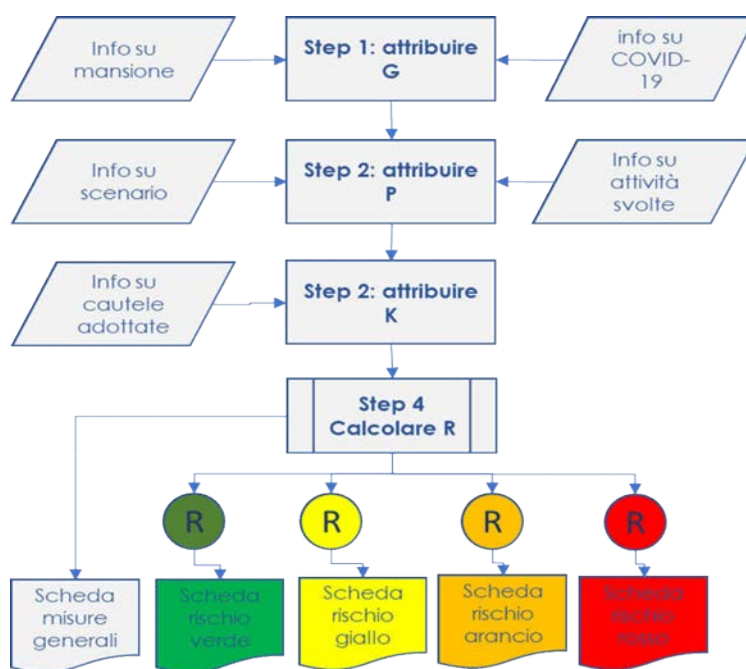 Info su
mansione
Step 1: attribuire
G
info su
COVID-
19
Info su
scenario
Step 2: attribuire
P
Info su
attività
svolte
Info su
cautele
adottate
Step 2: attribuire
K
Step 4
Calcolare R
R
R
R
R
Scheda
misure
generali
Scheda
rischio
verde
Scheda
rischio
giallo
Scheda
rischio
arancio
Scheda
rischio
rosso